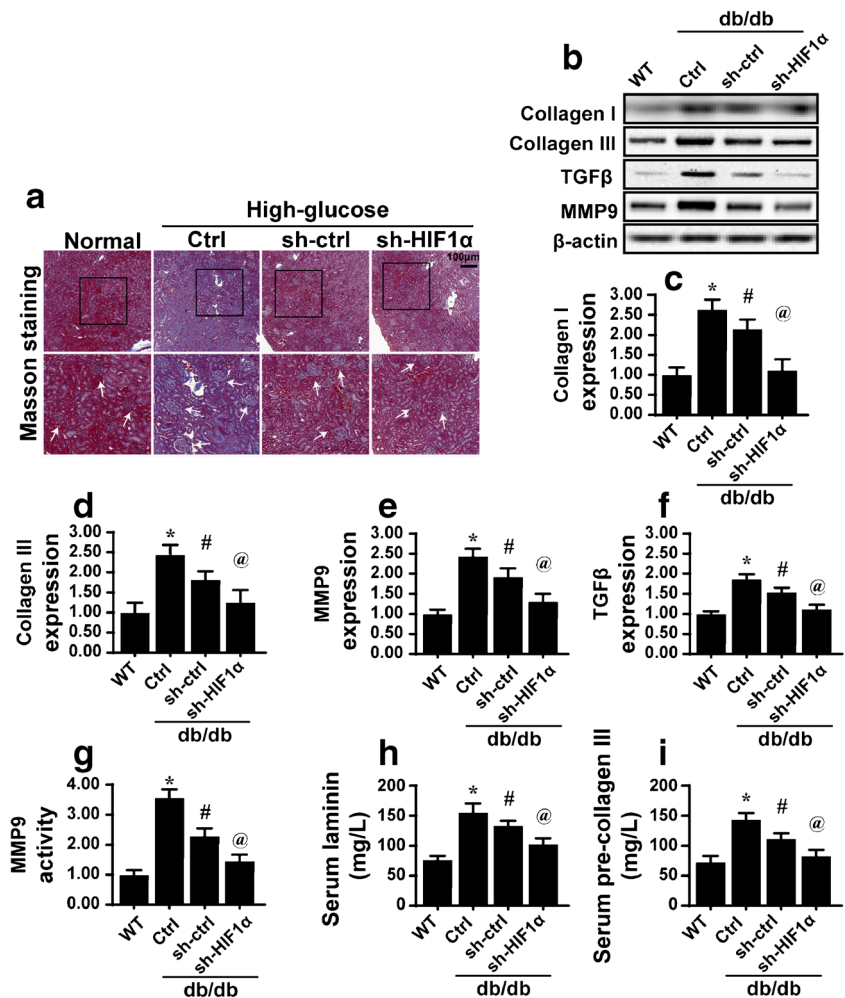 a
High-glucose
Normal Ctrl sh-ctrl sh-HIF1α
100μm
Masson staining
b
db/db
WT Ctrl sh-ctrl sh-HIF1α
Collagen I
Collagen III
TGFβ
MMP9
β-actin
c
Collagen I
expression
3.00
2.50
2.00
1.50
1.00
0.50
0.00
* # @
WT Ctrl sh-ctrl sh-HIF1α
db/db
d
Collagen III
expression
3.00
2.50
2.00
1.50
1.00
0.50
0.00
* # @
WT Ctrl sh-ctrl sh-HIF1α
db/db
e
MMP9
expression
3.00
2.50
2.00
1.50
1.00
0.50
0.00
* # @
WT Ctrl sh-ctrl sh-HIF1α
db/db
f
TGFβ
expression
3.00
2.50
2.00
1.50
1.00
0.50
0.00
* # @
WT Ctrl sh-ctrl sh-HIF1α
db/db
g
MMP9
activity
4.00
3.00
2.00
1.00
0.00
* # @
WT Ctrl sh-ctrl sh-HIF1α
db/db
h
Serum laminin
(mg/L)
200
150
100
50
0
* # @
WT Ctrl sh-ctrl sh-HIF1α
db/db
i
Serum pre-collagen III
(mg/L)
200
150
100
50
0
* # @
WT Ctrl sh-ctrl sh-HIF1α
db/db